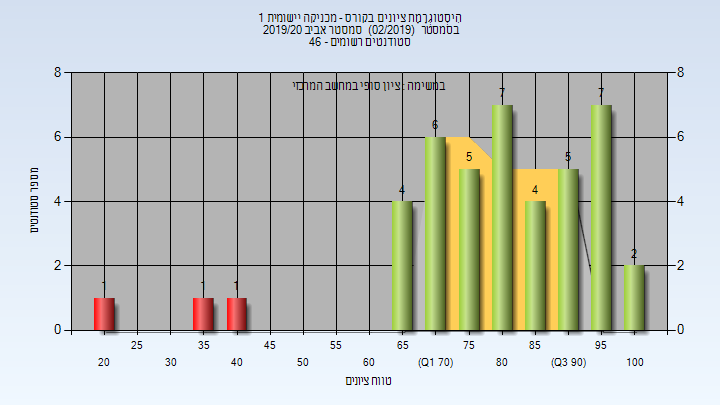 היסטוגרמת ציונים בקורס - מכניקה יישומית 1
בסמסטר (02/2019) סמסטר אביב 2019/20
סטודנטים רשומים - 46
במשימה : ציון סופי במחשב המרכזי
8 8
6 6
4 4
2 2
0 0
מספר סטודנטים
1 1 1 4 6 5 7 4 5 7 2
25 35 45 55 65 75 85 95
20 30 40 50 60 (Q1 70) 80 (Q3 90) 100
טווח ציונים